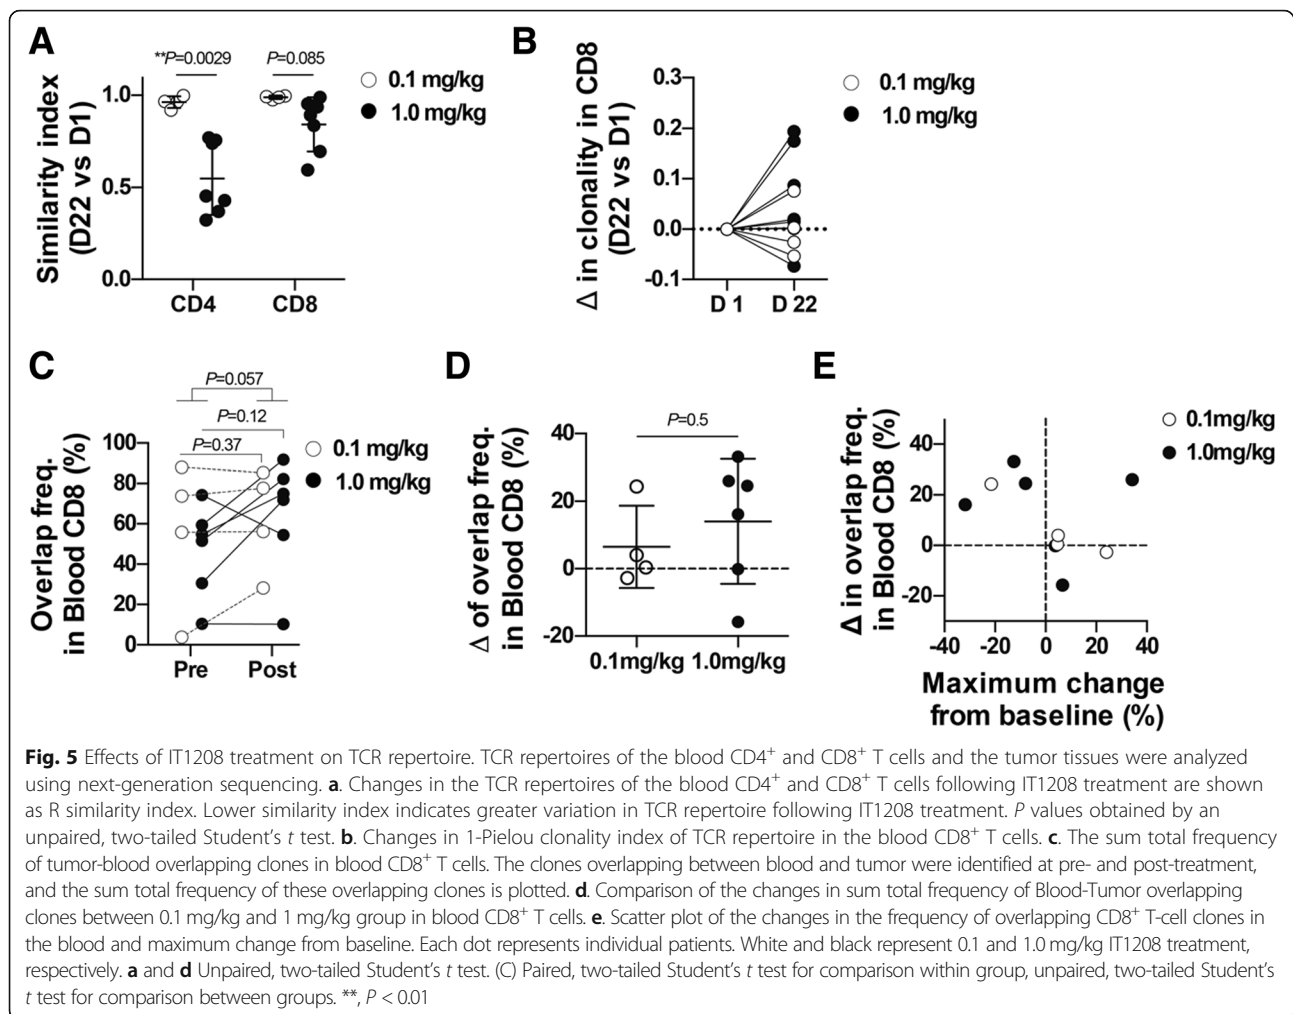 A
**P=0.0029
P=0.085
0.1 mg/kg
1.0 mg/kg
Similarity index
(D22 vs D1)
1.0
0.5
0.0
CD4
CD8
B
0.1 mg/kg
1.0 mg/kg
Δ in clonality in CD8
(D22 vs D1)
0.3
0.2
0.1
0.0
-0.1
D 1
D 22
C
P=0.057
P=0.12
P=0.37
0.1 mg/kg
1.0 mg/kg
Overlap freq.
in Blood CD8 (%)
100
80
60
40
20
0
Pre
Post
D
P=0.5
Δ of overlap freq.
in Blood CD8 (%)
40
20
0
-20
0.1mg/kg
1.0mg/kg
E
0.1mg/kg
1.0mg/kg
Δ in overlap freq.
in Blood CD8 (%)
40
20
0
-20
-40
-20
0
20
40
Maximum change
from baseline (%)
Fig. 5 Effects of IT1208 treatment on TCR repertoire. TCR repertoires of the blood CD4⁺ and CD8⁺ T cells and the tumor tissues were analyzed
using next-generation sequencing. a. Changes in the TCR repertoires of the blood CD4⁺ and CD8⁺ T cells following IT1208 treatment are shown
as R similarity index. Lower similarity index indicates greater variation in TCR repertoire following IT1208 treatment. P values obtained by an
unpaired, two-tailed Student's t test. b. Changes in 1-Pielou clonality index of TCR repertoire in the blood CD8⁺ T cells. c. The sum total frequency
of tumor-blood overlapping clones in blood CD8⁺ T cells. The clones overlapping between blood and tumor were identified at pre- and post-treatment,
and the sum total frequency of these overlapping clones is plotted. d. Comparison of the changes in sum total frequency of Blood-Tumor overlapping
clones between 0.1 mg/kg and 1 mg/kg group in blood CD8⁺ T cells. e. Scatter plot of the changes in the frequency of overlapping CD8⁺ T-cell clones in
the blood and maximum change from baseline. Each dot represents individual patients. White and black represent 0.1 and 1.0 mg/kg IT1208 treatment,
respectively. a and d Unpaired, two-tailed Student's t test. (C) Paired, two-tailed Student's t test for comparison within group, unpaired, two-tailed Student's
t test for comparison between groups. **, P < 0.01